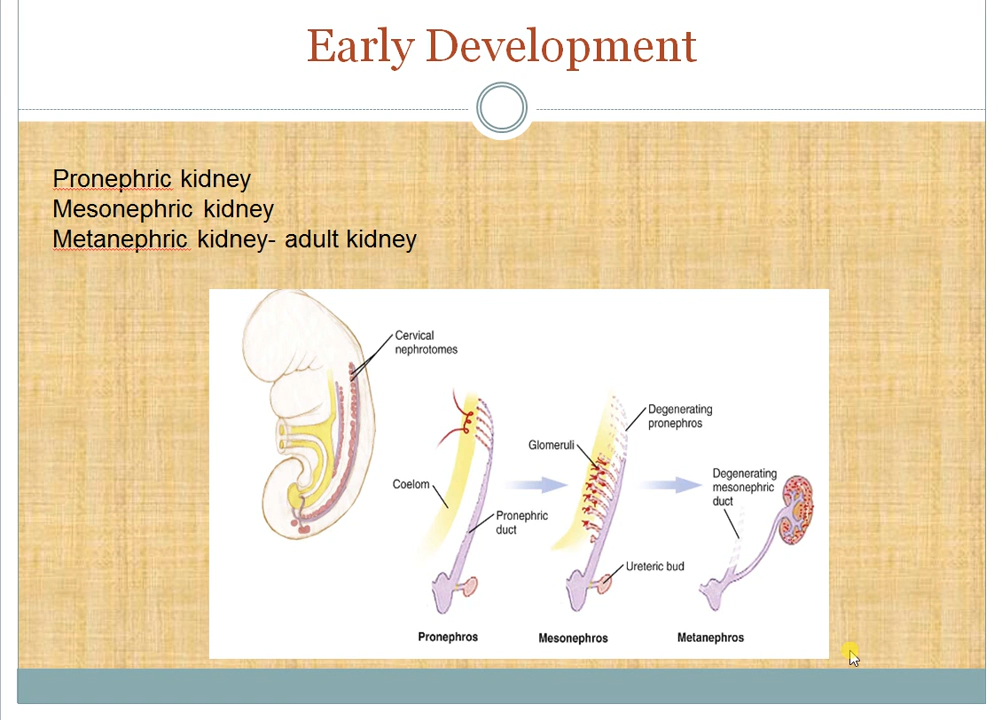 Early Development
Pronephric kidney
Mesonephric kidney
Metanephric kidney- adult kidney
Cervical
nephrotomes
Degenerating
pronephros
Glomeruli
Degenerating
mesonephric
duct
Coelom
Pronephric
duct
Ureteric bud
Pronephros
Mesonephros
Metanephros